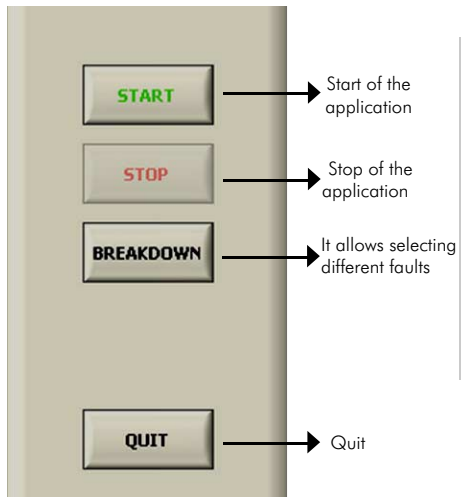 START
Start of the
application
STOP
Stop of the
application
BREAKDOWN
It allows selecting
different faults
QUIT
Quit